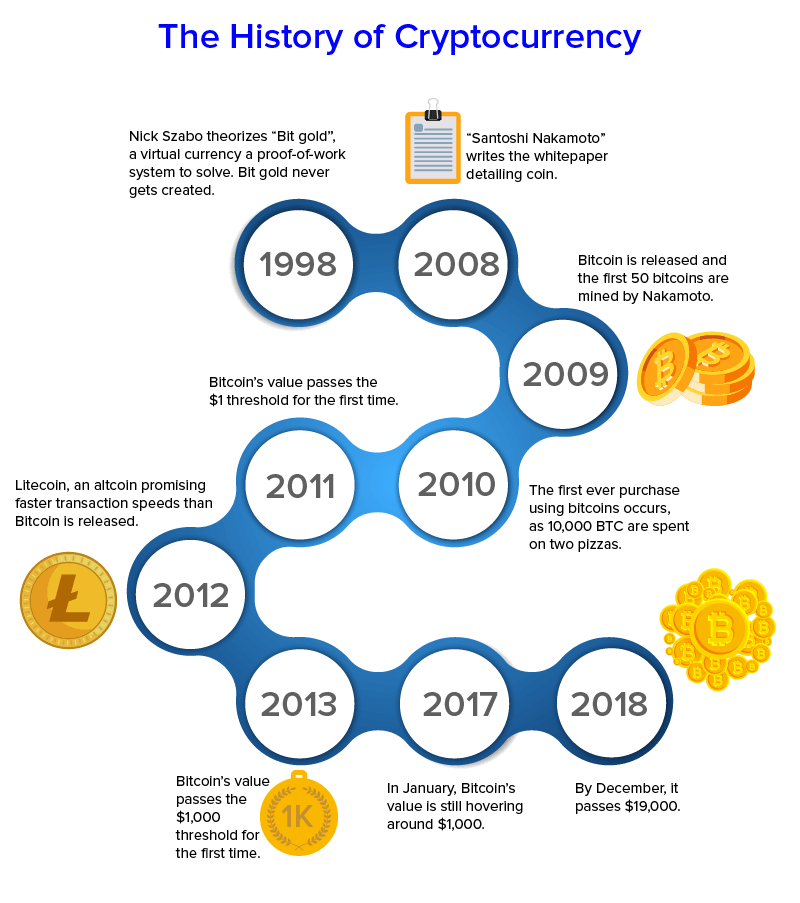 The History of Cryptocurrency
Nick Szabo theorizes “Bit gold”,
a virtual currency a proof-of-work
system to solve. Bit gold never
gets created.
“Santoshi Nakamoto”
writes the whitepaper
detailing coin.
1998
2008
Bitcoin is released and
the first 50 bitcoins are
mined by Nakamoto.
2009
Bitcoin’s value passes the
$1 threshold for the first time.
2011
2010
The first ever purchase
using bitcoins occurs,
as 10,000 BTC are spent
on two pizzas.
Litecoin, an altcoin promising
faster transaction speeds than
Bitcoin is released.
2012
2013
2017
2018
Bitcoin’s value
passes the
$1,000
threshold for
the first time.
1K
In January, Bitcoin’s
value is still hovering
around $1,000.
By December, it
passes $19,000.